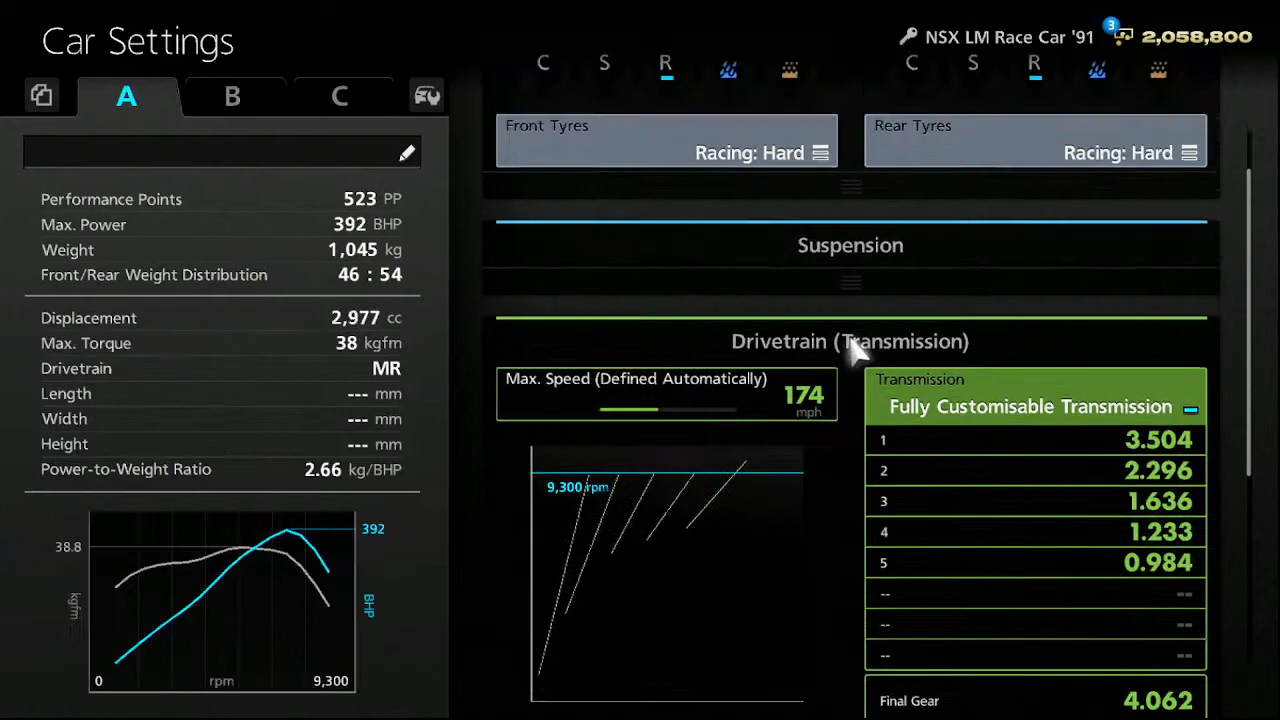 Car Settings
NSX LM Race Car '91
3
2,058,800
A
B
C
C S R
C S R
Front Tyres
Racing: Hard
Rear Tyres
Racing: Hard
Performance Points 523 PP
Max. Power 392 BHP
Weight 1,045 kg
Front/Rear Weight Distribution 46 : 54
Displacement 2,977 cc
Max. Torque 38 kgfm
Drivetrain MR
Length --- mm
Width --- mm
Height --- mm
Power-to-Weight Ratio 2.66 kg/BHP
392
38.8
kgfm
BHP
0 rpm 9,300
Suspension
Drivetrain (Transmission)
Max. Speed (Defined Automatically)
174
mph
9,300 rpm
Transmission
Fully Customisable Transmission
1 3.504
2 2.296
3 1.636
4 1.233
5 0.984
-- --
-- --
-- --
Final Gear 4.062